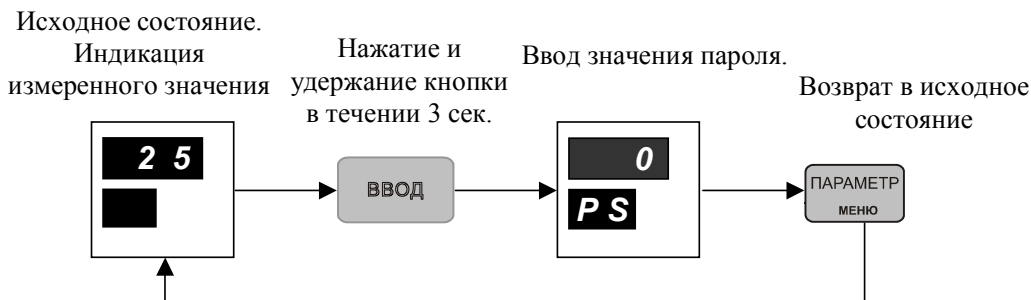 Исходное состояние.
Индикация
измеренного значения
Нажатие и
удержание кнопки
в течении 3 сек.
Ввод значения пароля.
Возврат в исходное
состояние
2 5
ВВОД
0
P S
ПАРАМЕТР
МЕНЮ